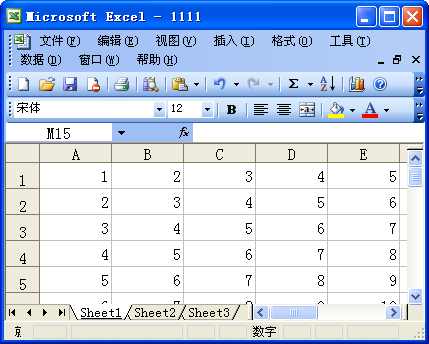 Microsoft Excel - 1111
文件(F) 编辑(E) 视图(V) 插入(I) 格式(O) 工具(T)
数据(D) 窗口(W) 帮助(H)
宋体 12 B A
M15 fx
A B C D E
1 1 2 3 4 5
2 2 3 4 5 6
3 3 4 5 6 7
4 4 5 6 7 8
5 5 6 7 8 9
Sheet1 Sheet2 Sheet3
数字